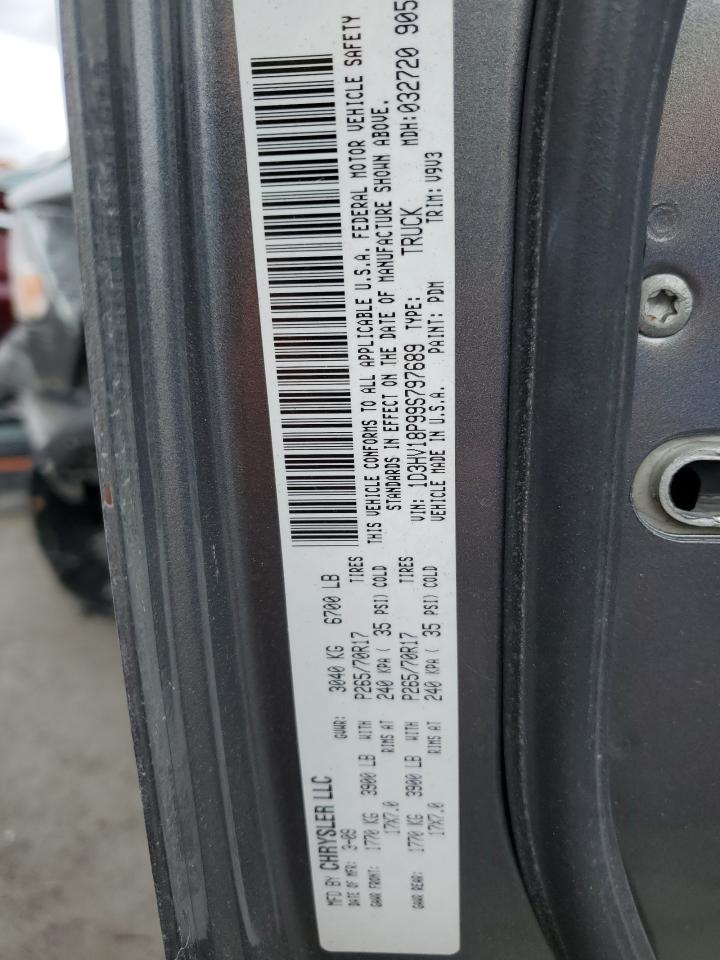 MFD BY CHRYSLER LLC
DATE OF MFR: 3-09 GVWR: 3040 KG 6700 LB
GAWR FRONT: 1770 KG 3900 LB WITH P265/70R17 TIRES
17X7.0 RIMS AT 240 KPA ( 35 PSI) COLD
GAWR REAR: 1770 KG 3900 LB WITH P265/70R17 TIRES
17X7.0 RIMS AT 240 KPA ( 35 PSI) COLD
THIS VEHICLE CONFORMS TO ALL APPLICABLE U.S.A. FEDERAL MOTOR VEHICLE SAFETY
STANDARDS IN EFFECT ON THE DATE OF MANUFACTURE SHOWN ABOVE.
VIN: 1D3HV18P99S797689 TYPE: TRUCK MDH: 032720 905
VEHICLE MADE IN U.S.A. PAINT: PDM TRIM: V9V3